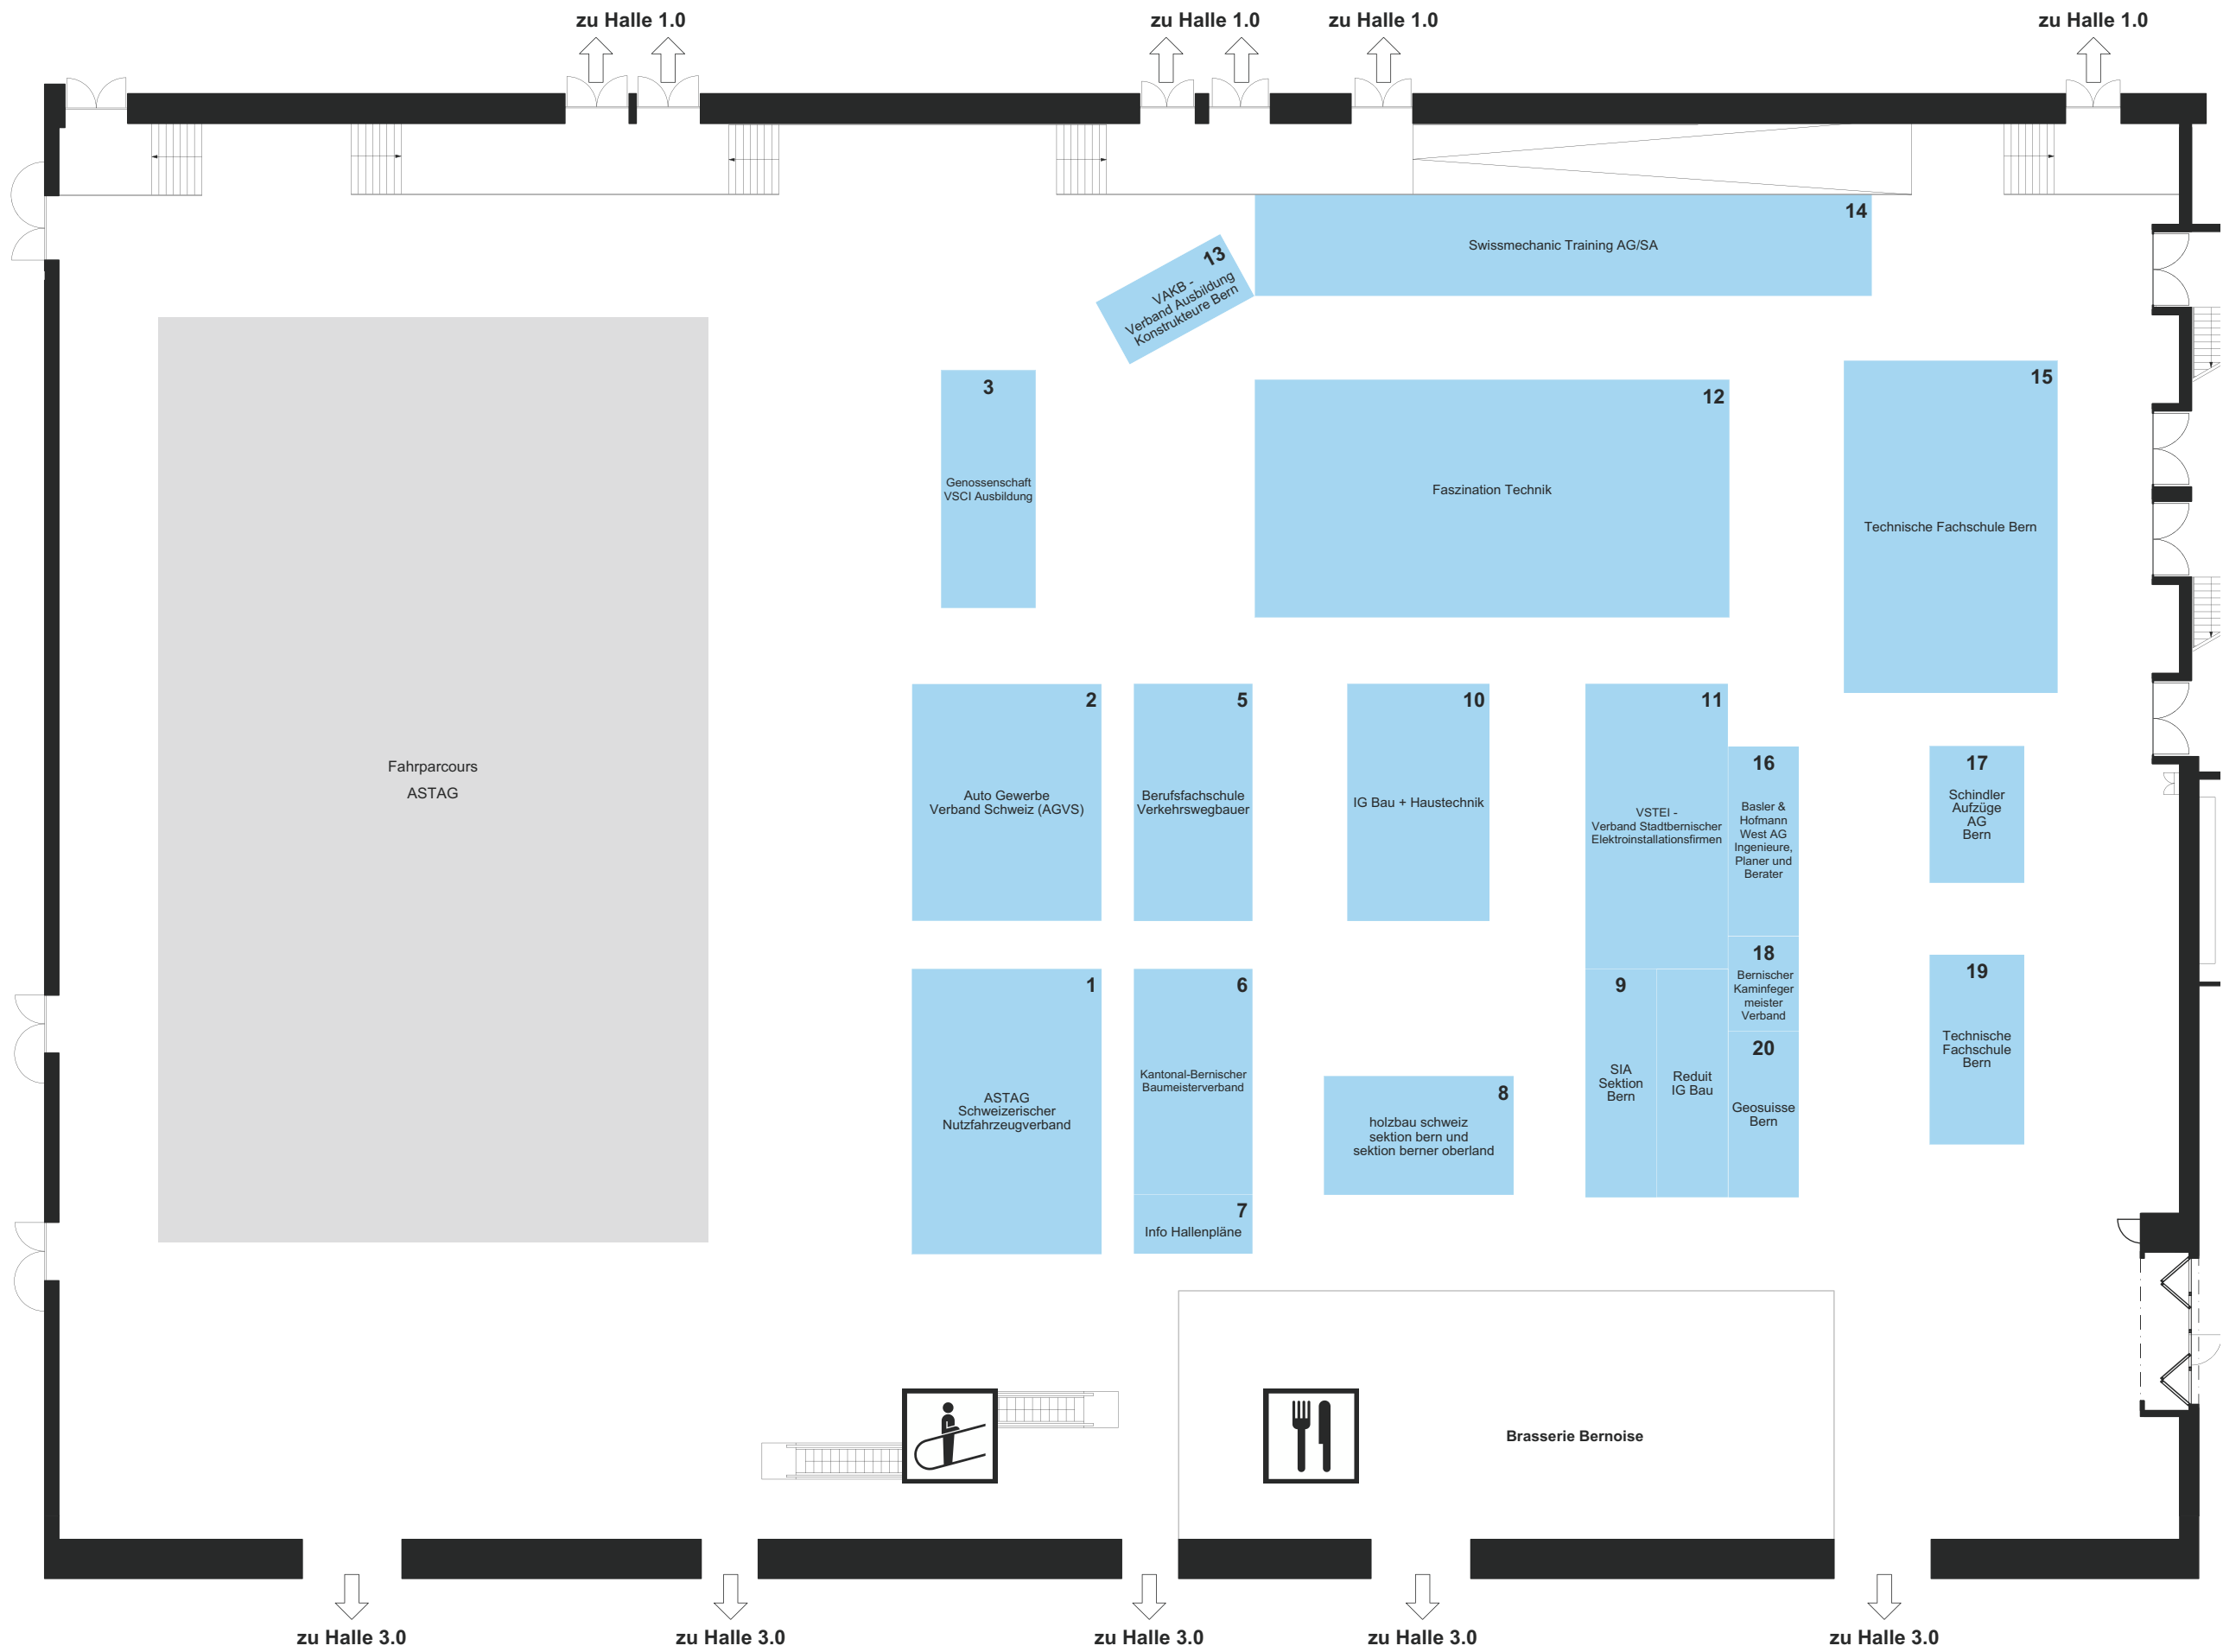 zu Halle 1.0
zu Halle 1.0
zu Halle 1.0
zu Halle 1.0
14
Swissmechanic Training AG/SA
13
VAKB -
Verband Ausbildung
Konstrukteure Bern
3
Genossenschaft
VSCI Ausbildung
12
Faszination Technik
15
Technische Fachschule Bern
Fahrparcours
ASTAG
2
Auto Gewerbe
Verband Schweiz (AGVS)
5
Berufsfachschule
Verkehrswegbauer
10
IG Bau + Haustechnik
11
VSTEI -
Verband Stadtbernischer
Elektroinstallationsfirmen
16
Basler &
Hofmann
West AG
Ingenieure,
Planer und
Berater
17
Schindler
Aufzüge
AG
Bern
1
ASTAG
Schweizerischer
Nutzfahrzeugverband
6
Kantonal-Bernischer
Baumeisterverband
7
Info Hallenpläne
8
holzbau schweiz
sektion bern und
sektion berner oberland
9
SIA
Sektion
Bern
Reduit
IG Bau
18
Bernischer
Kaminfeger
meister
Verband
20
Geosuisse
Bern
19
Technische
Fachschule
Bern
Brasserie Bernoise
zu Halle 3.0
zu Halle 3.0
zu Halle 3.0
zu Halle 3.0
zu Halle 3.0